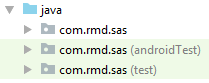 java
com.rmd.sas
com.rmd.sas (androidTest)
com.rmd.sas (test)